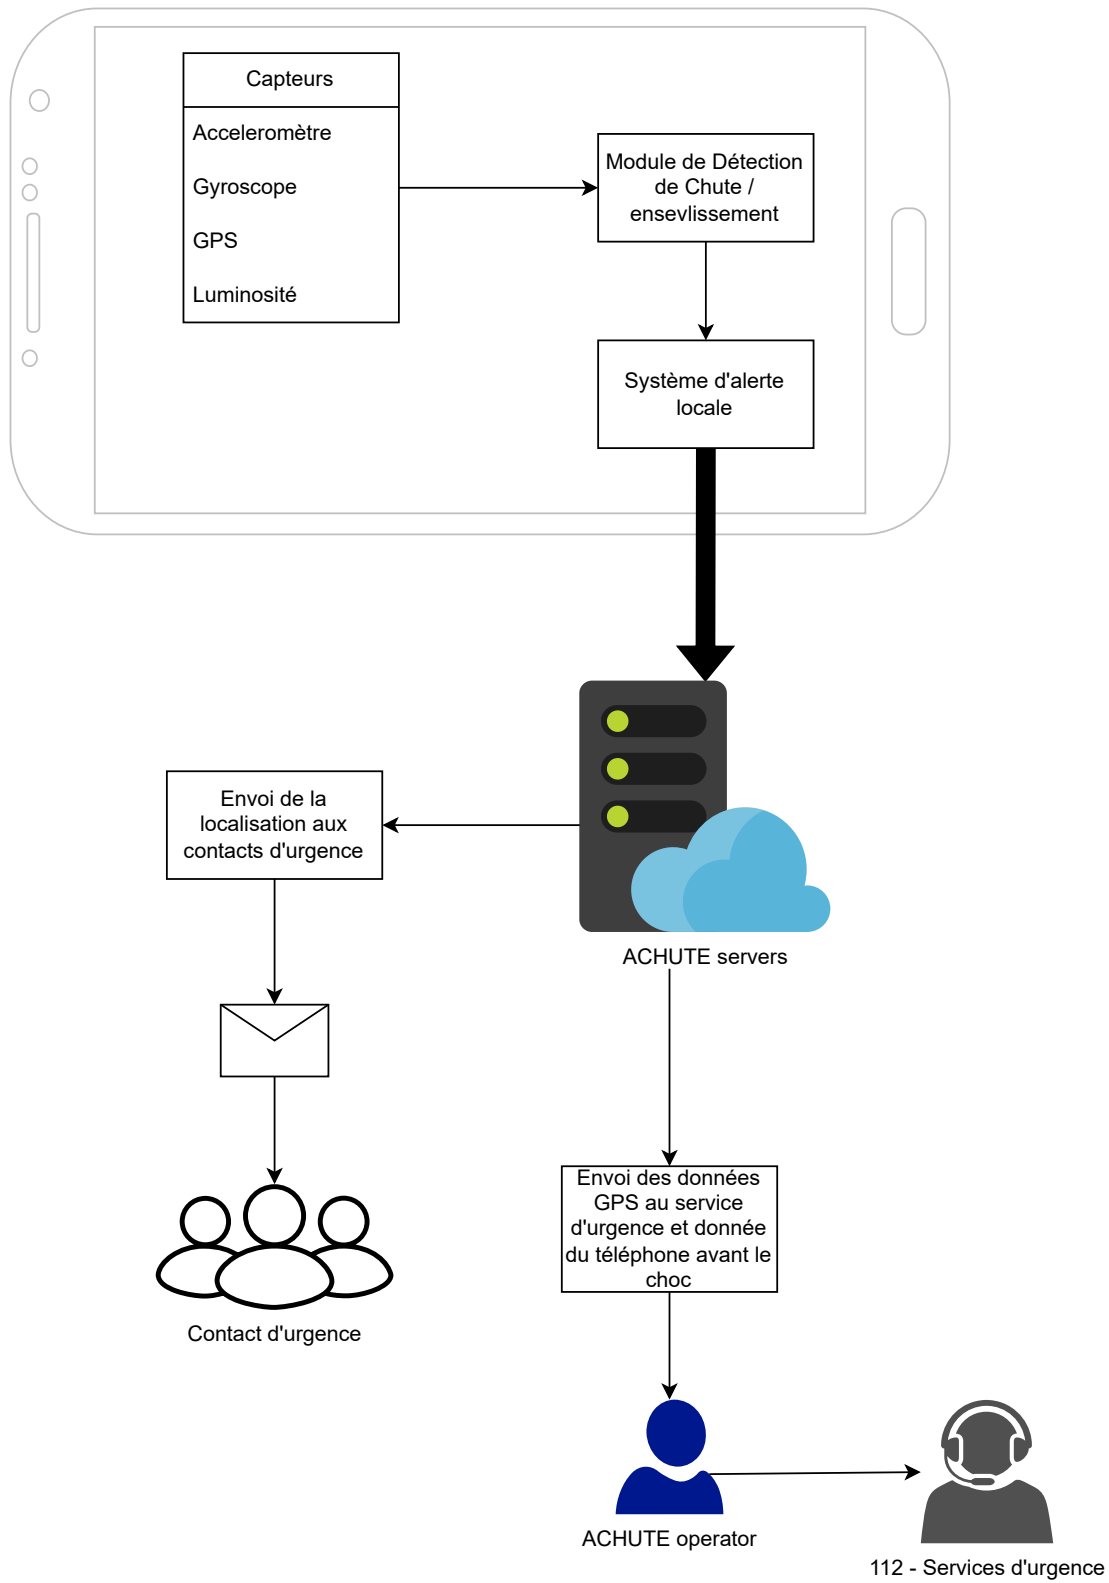 Capteurs
Acceleromètre
Gyroscope
GPS
Luminosité
Module de Détection
de Chute /
ensevlissement
Système d'alerte
locale
Envoi de la
localisation aux
contacts d'urgence
ACHUTE servers
Contact d'urgence
Envoi des données
GPS au service
d'urgence et donnée
du téléphone avant le
choc
ACHUTE operator
112 - Services d'urgence